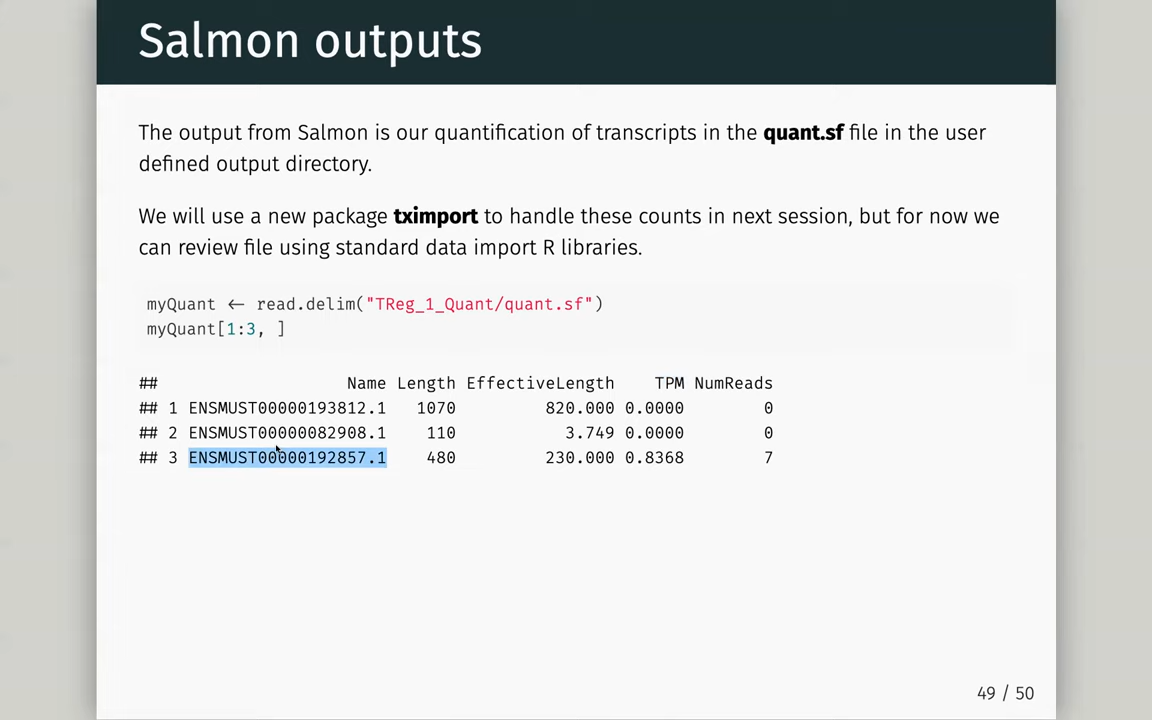 Salmon outputs
The output from Salmon is our quantification of transcripts in the quant.sf file in the user
defined output directory.
We will use a new package tximport to handle these counts in next session, but for now we
can review file using standard data import R libraries.
myQuant <- read.delim("TReg_1_Quant/quant.sf")
myQuant[1:3, ]
## Name Length EffectiveLength TPM NumReads
## 1 ENSMUST00000193812.1 1070 820.000 0.0000 0
## 2 ENSMUST00000082908.1 110 3.749 0.0000 0
## 3 ENSMUST00000192857.1 480 230.000 0.8368 7
49 / 50